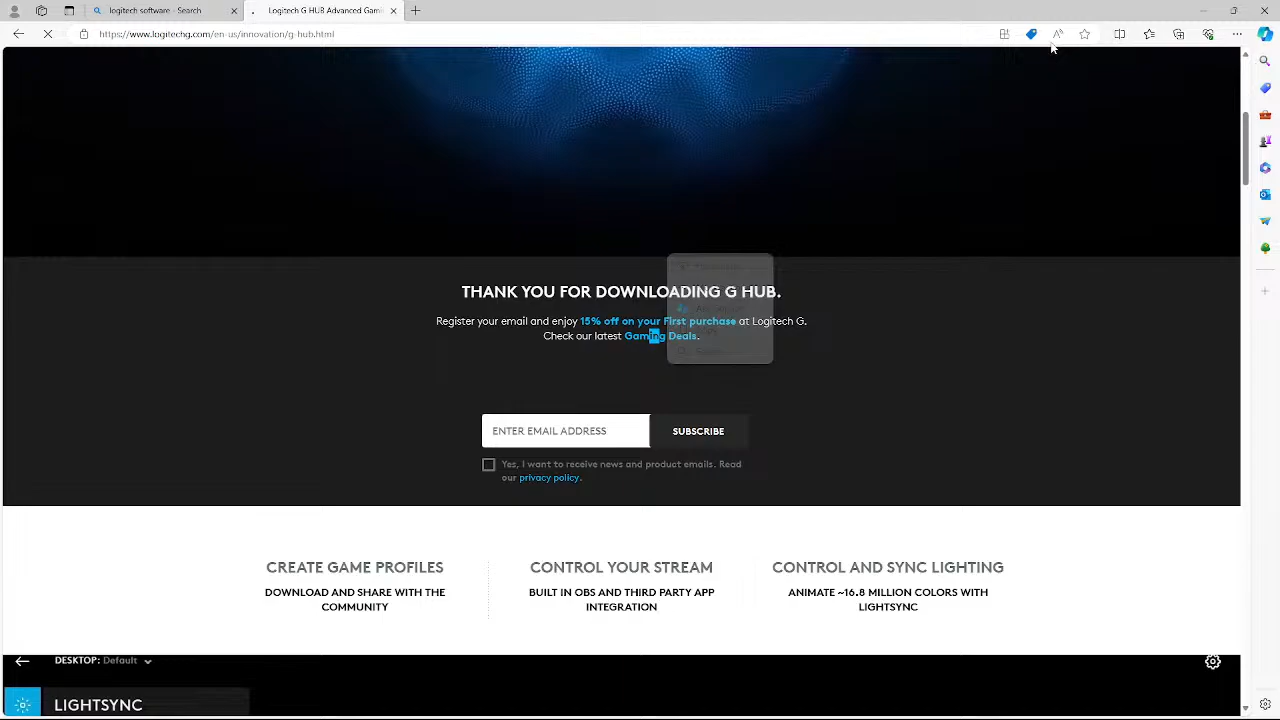 logitech software - Search
Logitech G HUB Advanced Gami
https://www.logitechg.com/en-us/innovation/g-hub.html
THANK YOU FOR DOWNLOADING G HUB.
Register your email and enjoy 15% off on your First purchase at Logitech G.
Check our latest Gaming Deals.
ENTER EMAIL ADDRESS
SUBSCRIBE
Yes, I want to receive news and product emails. Read
our privacy policy.
CREATE GAME PROFILES
DOWNLOAD AND SHARE WITH THE
COMMUNITY
CONTROL YOUR STREAM
BUILT IN OBS AND THIRD PARTY APP
INTEGRATION
CONTROL AND SYNC LIGHTING
ANIMATE ~16.8 MILLION COLORS WITH
LIGHTSYNC
DESKTOP: Default
LIGHTSYNC